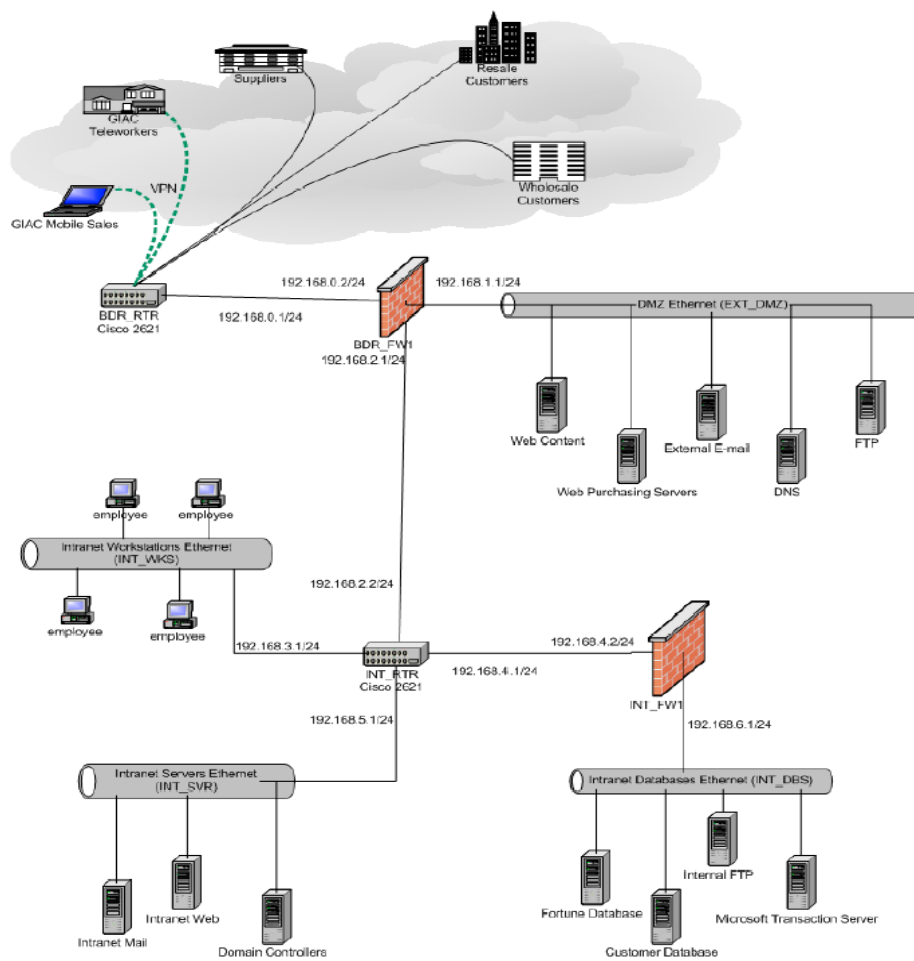 Suppliers
Resale
Customers
GIAC
Teleworkers
VPN
Wholesale
Customers
GIAC Mobile Sales
192.168.0.2/24
192.168.1.1/24
DMZ Ethernet (EXT_DMZ)
BDR_RTR
Cisco 2621
192.168.0.1/24
BDR_FW1
192.168.2.1/24
Web Content
External E-mail
FTP
Web Purchasing Servers
DNS
employee
employee
Intranet Workstations Ethernet
(INT_WKS)
192.168.2.2/24
employee
employee
192.168.3.1/24
192.168.4.2/24
INT_RTR
Cisco 2621
192.168.4.1/24
INT_FW1
192.168.5.1/24
192.168.6.1/24
Intranet Servers Ethernet
(INT_SVR)
Intranet Databases Ethernet (INT_DBS)
Internal FTP
Fortune Database
Microsoft Transaction Server
Intranet Web
Customer Database
Intranet Mail
Domain Controllers